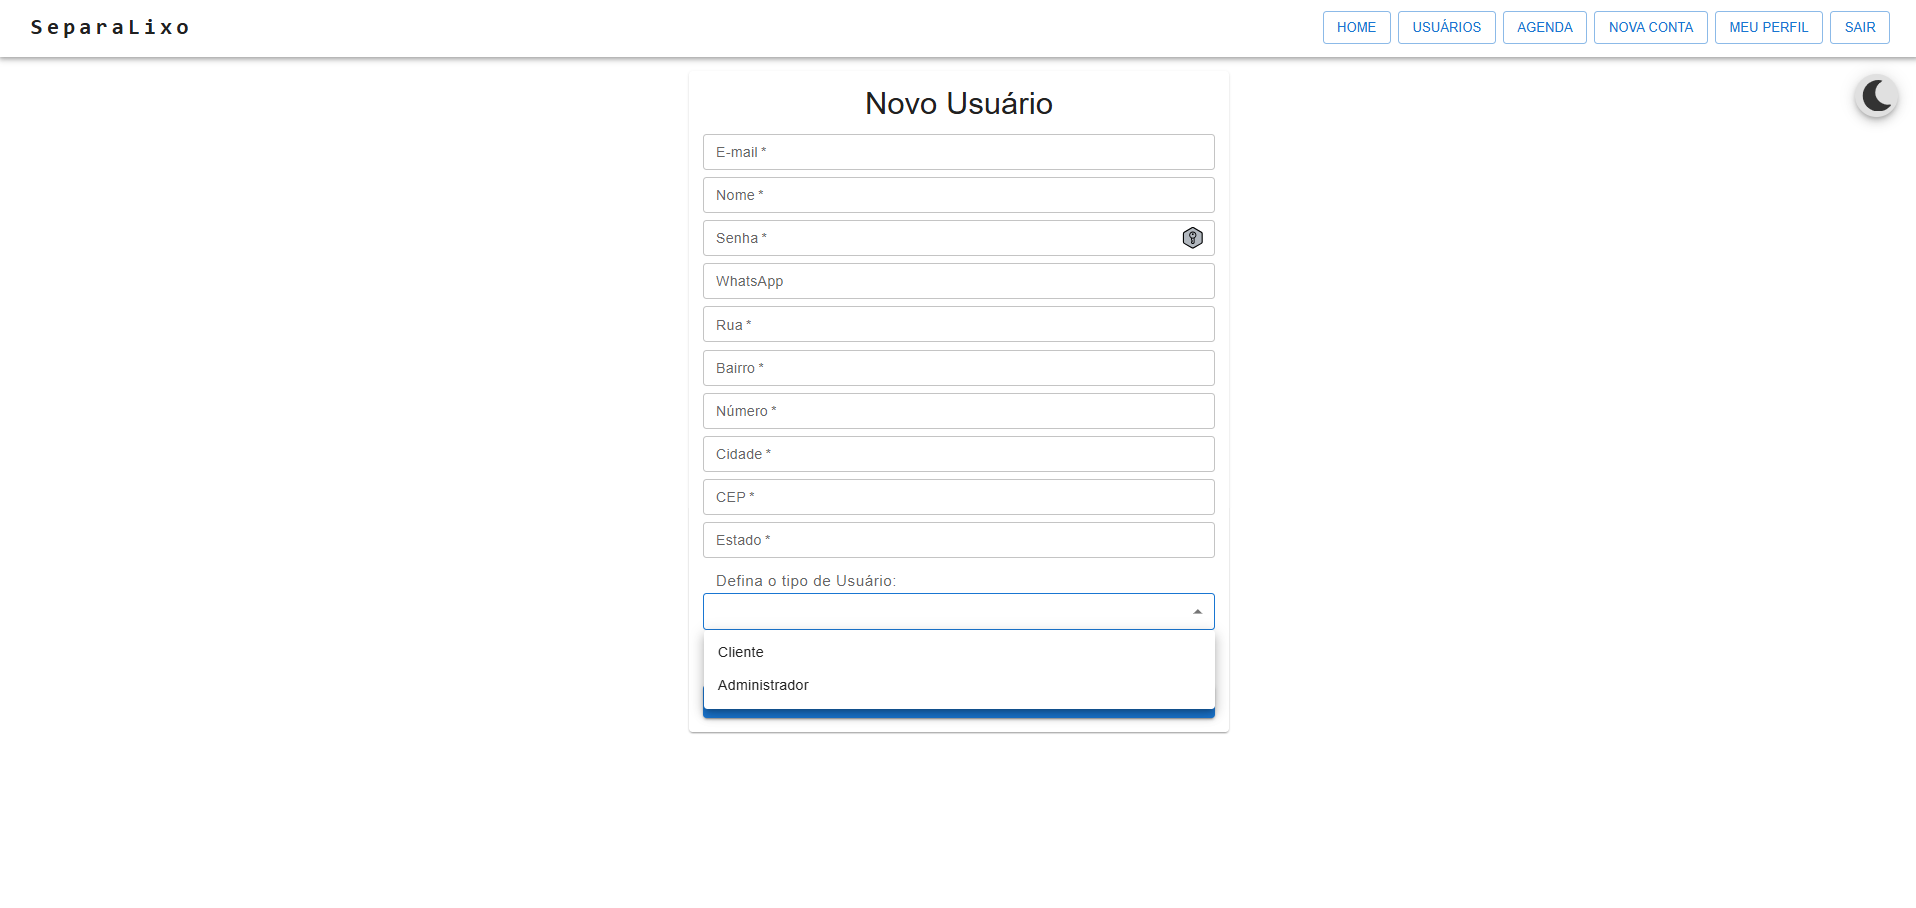 SeparaLixo
HOME USUÁRIOS AGENDA NOVA CONTA MEU PERFIL SAIR
Novo Usuário
E-mail *
Nome *
Senha *
WhatsApp
Rua *
Bairro *
Número *
Cidade *
CEP *
Estado *
Defina o tipo de Usuário:
Cliente
Administrador